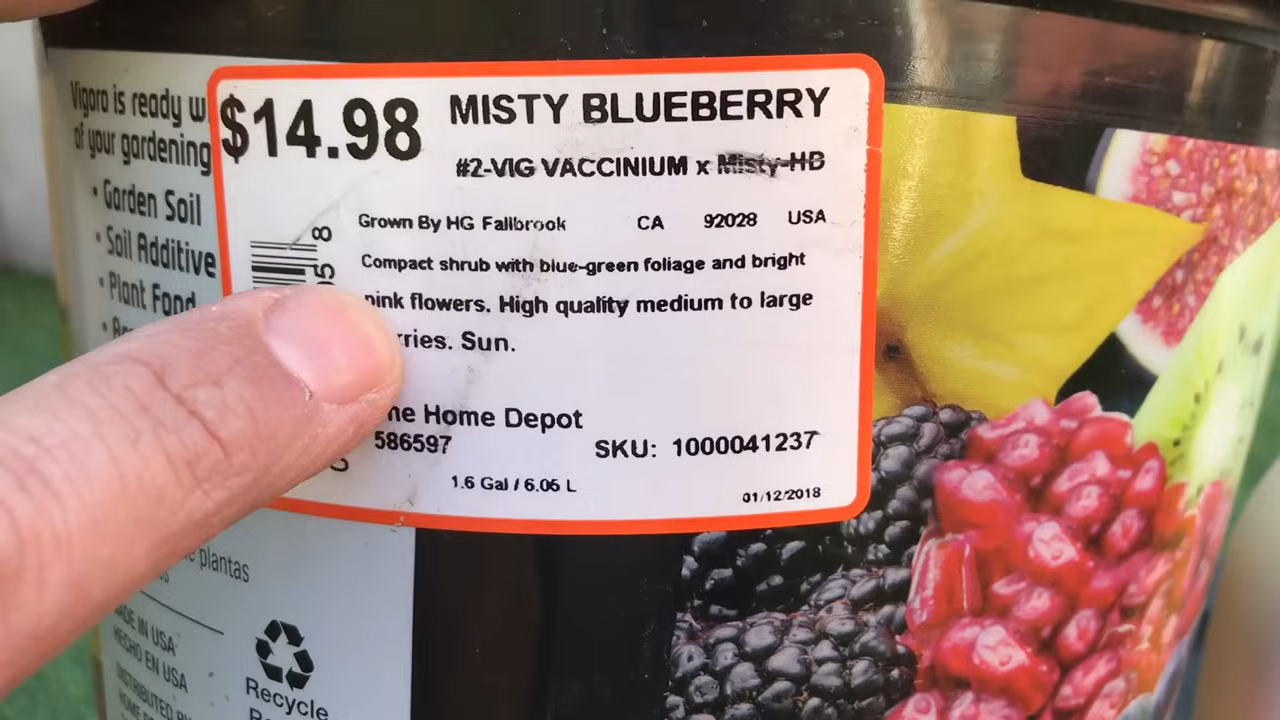 Vigoro is ready w
of your gardening
• Garden Soil
• Soil Additive
• Plant Food
$14.98
MISTY BLUEBERRY
#2-VIG VACCINIUM x Misty-HB
Grown By HG Fallbrook CA 92028 USA
Compact shrub with blue-green foliage and bright
pink flowers. High quality medium to large
rries. Sun.
he Home Depot
586597 SKU: 1000041237
1.6 Gal / 6.05 L
01/12/2018
plantas
MADE IN USA
HECHO EN USA
DISTRIBUTED BY
Recycle